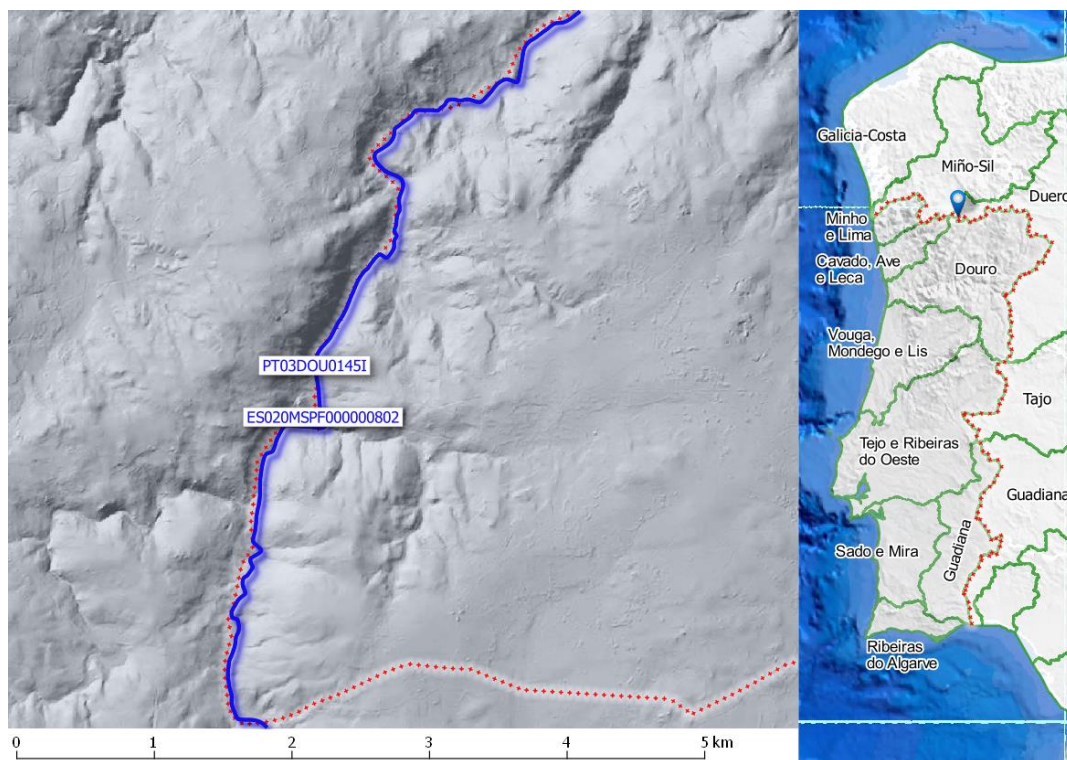 PT03DOU0145I
ES020MSPF000000802
0 1 2 3 4 5 km
Galicia-Costa
Miño-Sil
Duero
Minho
e Lima
Cavado, Ave
e Leca
Douro
Vouga,
Mondego e Lis
Tajo
Tejo e Ribeiras
do Oeste
Guadiana
Guadiana
Sado e Mira
Ribeiras
do Algarve